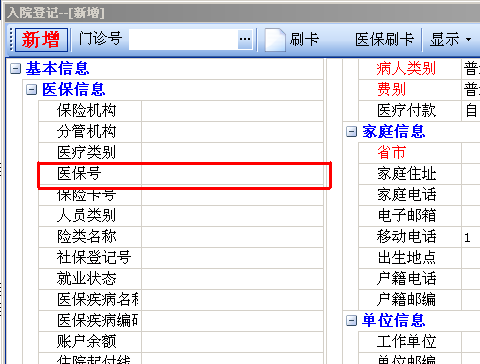 入院登记--[新增]
新增 门诊号 ... 刷卡 医保刷卡 显示
基本信息
医保信息
保险机构
分管机构
医疗类别
医保号
保险卡号
人员类别
险类名称
社保登记号
就业状态
医保疾病名称
医保疾病编码
账户余额
住院起付线
病人类别 普
费别 普
医疗付款 自
家庭信息
省市
家庭住址
家庭电话
电子邮箱
移动电话 1
出生地点
户籍电话
户籍邮编
单位信息
工作单位
单位邮编